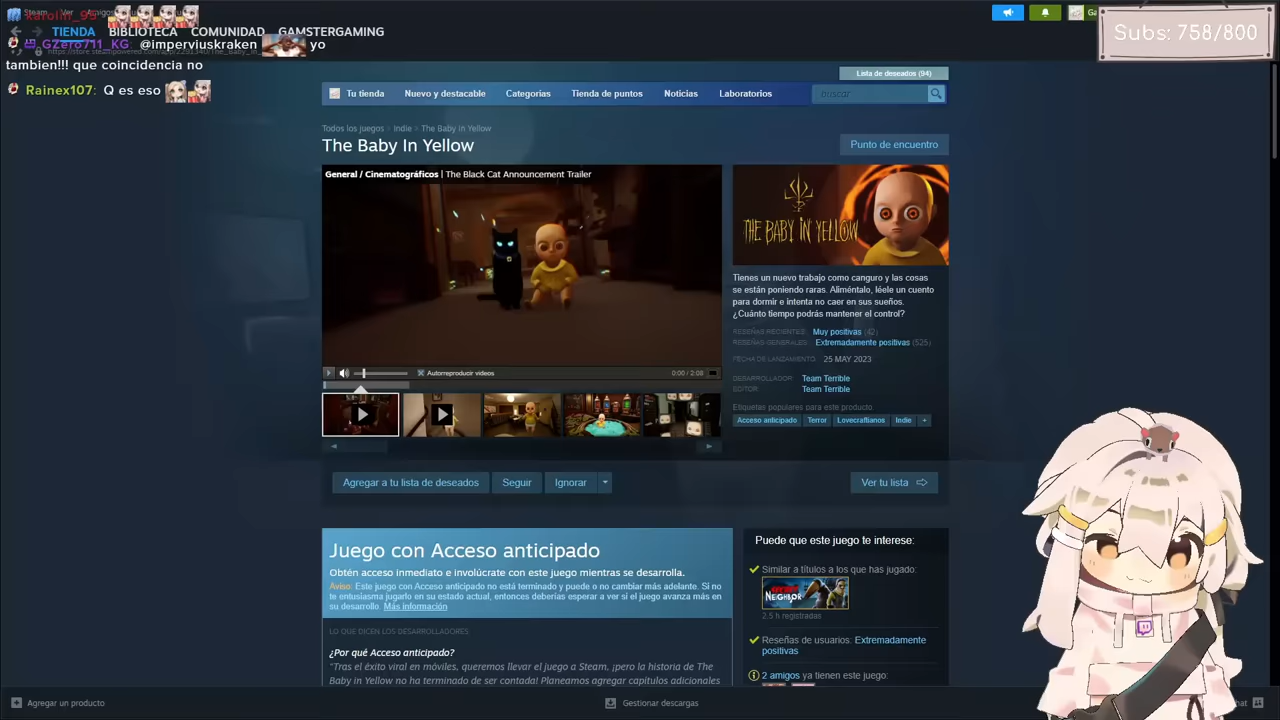 Steam Ver Amigos
karolin_99
TIENDA BIBLIOTECA COMUNIDAD GAMSTERGAMING
Subs: 758/800
_GZero711_KG: @imperviuskraken yo
tambien!!! que coincidencia no
Rainex107: Q es eso
Lista de deseados (94)
Tu tienda Nuevo y destacable Categorías Tienda de puntos Noticias Laboratorios buscar
Todos los juegos Indie The Baby In Yellow
The Baby In Yellow
Punto de encuentro
General / Cinematográficos | The Black Cat Announcement Trailer
THE BABY IN YELLOW
Tienes un nuevo trabajo como canguro y las cosas
se están poniendo raras. Aliméntalo, léele un cuento
para dormir e intenta no caer en sus sueños.
¿Cuánto tiempo podrás mantener el control?
RESEÑAS RECIENTES: Muy positivas (42)
RESEÑAS GENERALES: Extremadamente positivas (525)
FECHA DE LANZAMIENTO: 25 MAY 2023
DESARROLLADOR: Team Terrible
EDITOR: Team Terrible
Etiquetas populares para este producto:
Acceso anticipado Terror Lovecraftianos Indie +
Autorreproducir videos 0:00 / 2:08
Agregar a tu lista de deseados Seguir Ignorar Ver tu lista
Juego con Acceso anticipado
Obtén acceso inmediato e involúcrate con este juego mientras se desarrolla.
Aviso: Este juego con Acceso anticipado no está terminado y puede o no cambiar más adelante. Si no
te entusiasma jugarlo en su estado actual, entonces deberías esperar a ver si el juego avanza más en
su desarrollo. Más información
LO QUE DICEN LOS DESARROLLADORES:
¿Por qué Acceso anticipado?
"Tras el éxito viral en móviles, queremos llevar el juego a Steam, ¡pero la historia de The
Baby in Yellow no ha terminado de ser contada! Planeamos agregar capítulos adicionales
Puede que este juego te interese:
Similar a títulos a los que has jugado:
SECRET NEIGHBOR
2.5 h registradas
Reseñas de usuarios: Extremadamente
positivas
2 amigos ya tienen este juego:
Agregar un producto Gestionar descargas